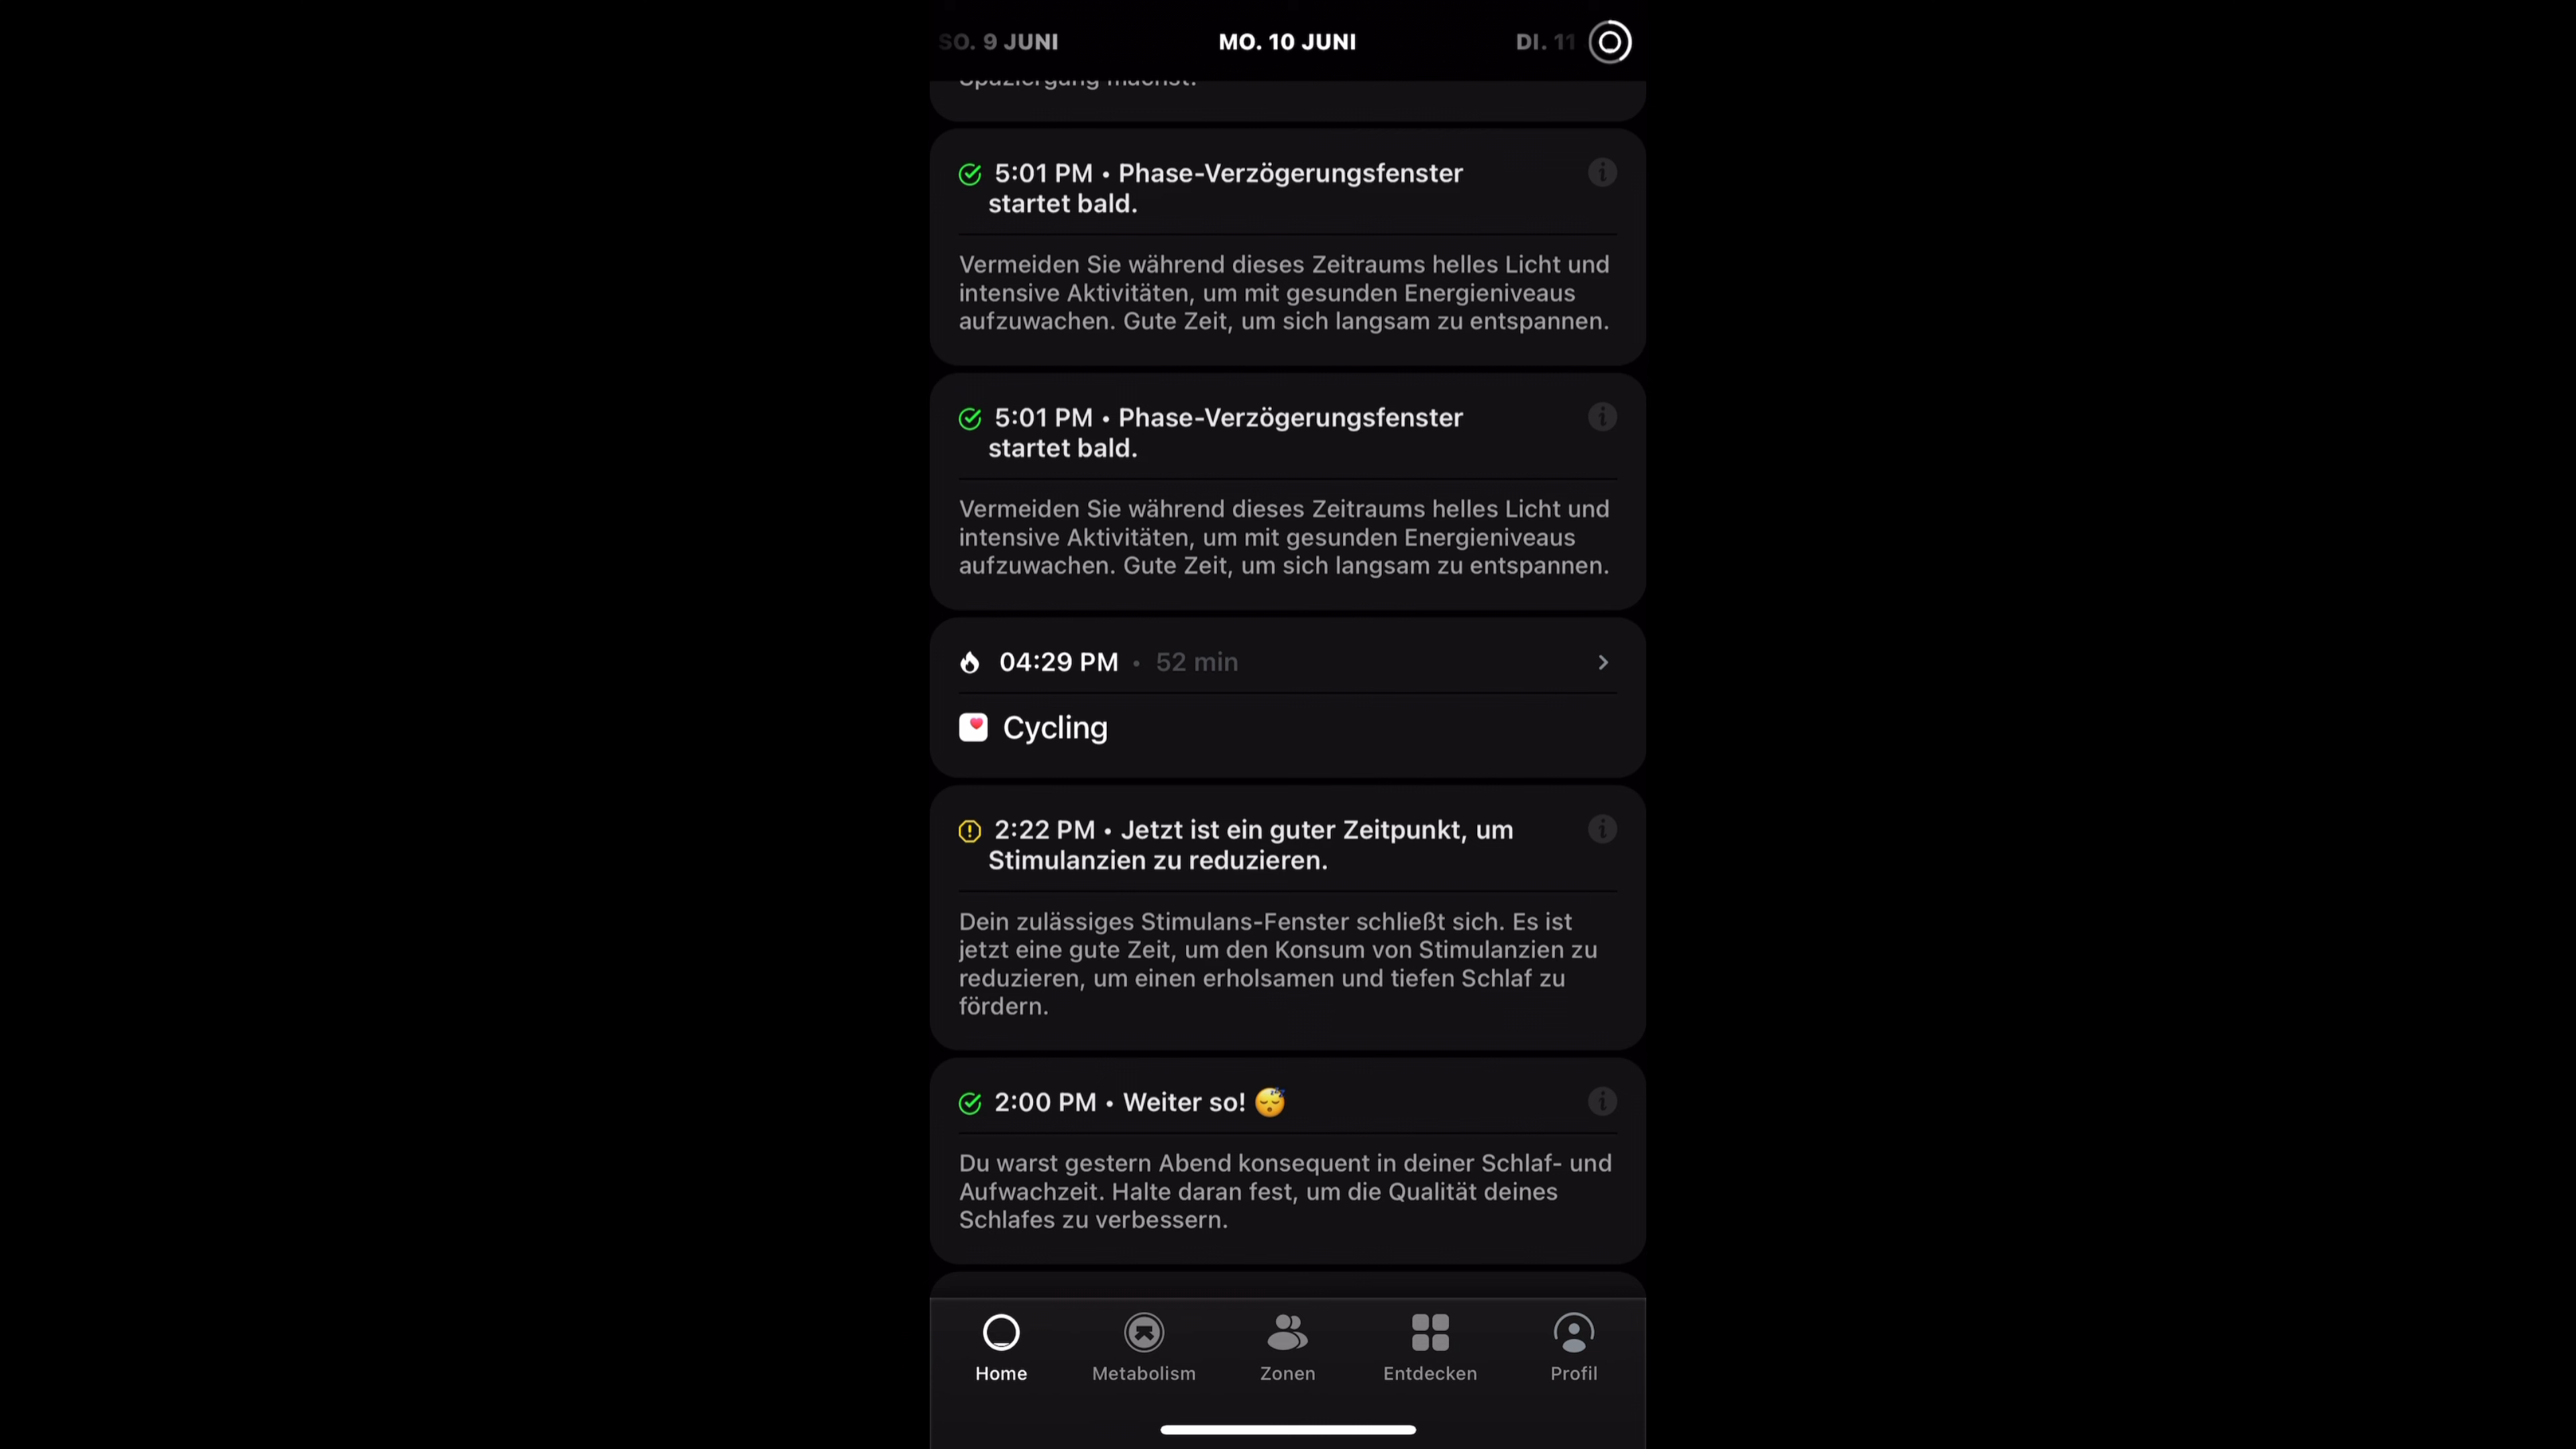 SO. 9 JUNI
MO. 10 JUNI
DI. 11
Spaziergang machst.
5:01 PM • Phase-Verzögerungsfenster
startet bald.
Vermeiden Sie während dieses Zeitraums helles Licht und
intensive Aktivitäten, um mit gesunden Energieniveaus
aufzuwachen. Gute Zeit, um sich langsam zu entspannen.
5:01 PM • Phase-Verzögerungsfenster
startet bald.
Vermeiden Sie während dieses Zeitraums helles Licht und
intensive Aktivitäten, um mit gesunden Energieniveaus
aufzuwachen. Gute Zeit, um sich langsam zu entspannen.
04:29 PM • 52 min
Cycling
2:22 PM • Jetzt ist ein guter Zeitpunkt, um
Stimulanzien zu reduzieren.
Dein zulässiges Stimulans-Fenster schließt sich. Es ist
jetzt eine gute Zeit, um den Konsum von Stimulanzien zu
reduzieren, um einen erholsamen und tiefen Schlaf zu
fördern.
2:00 PM • Weiter so! 😴
Du warst gestern Abend konsequent in deiner Schlaf- und
Aufwachzeit. Halte daran fest, um die Qualität deines
Schlafes zu verbessern.
Home
Metabolism
Zonen
Entdecken
Profil